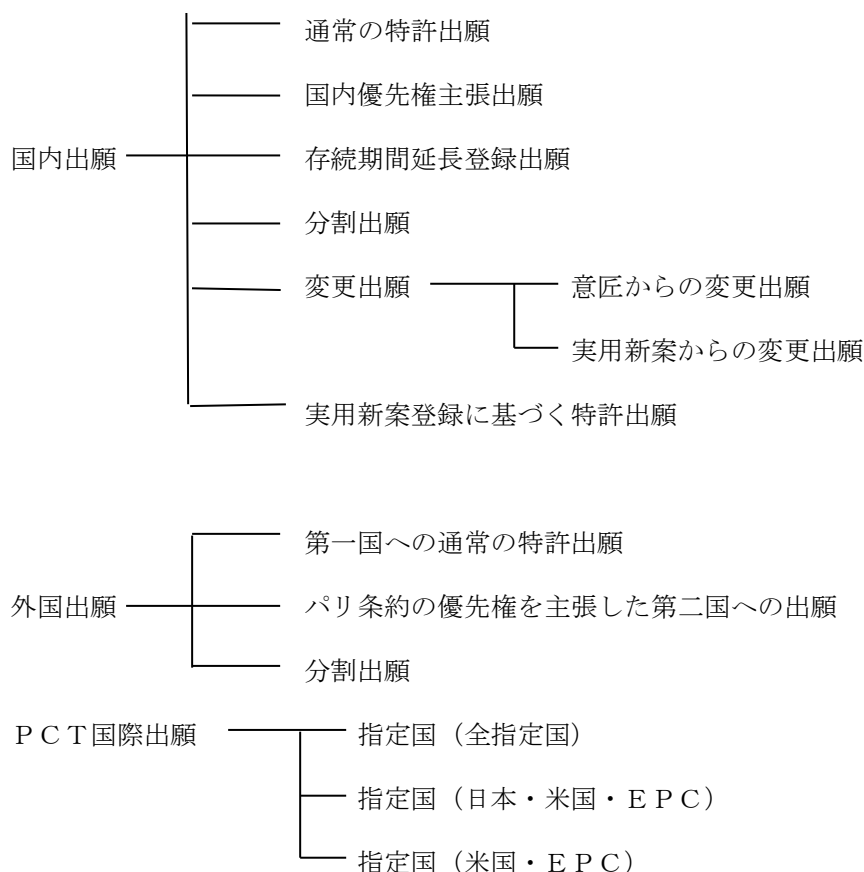 通常の特許出願
国内優先権主張出願
国内出願
存続期間延長登録出願
分割出願
変更出願
意匠からの変更出願
実用新案からの変更出願
実用新案登録に基づく特許出願
第一国への通常の特許出願
外国出願
パリ条約の優先権を主張した第二国への出願
分割出願
ＰＣＴ国際出願
指定国（全指定国）
指定国（日本・米国・ＥＰＣ）
指定国（米国・ＥＰＣ）